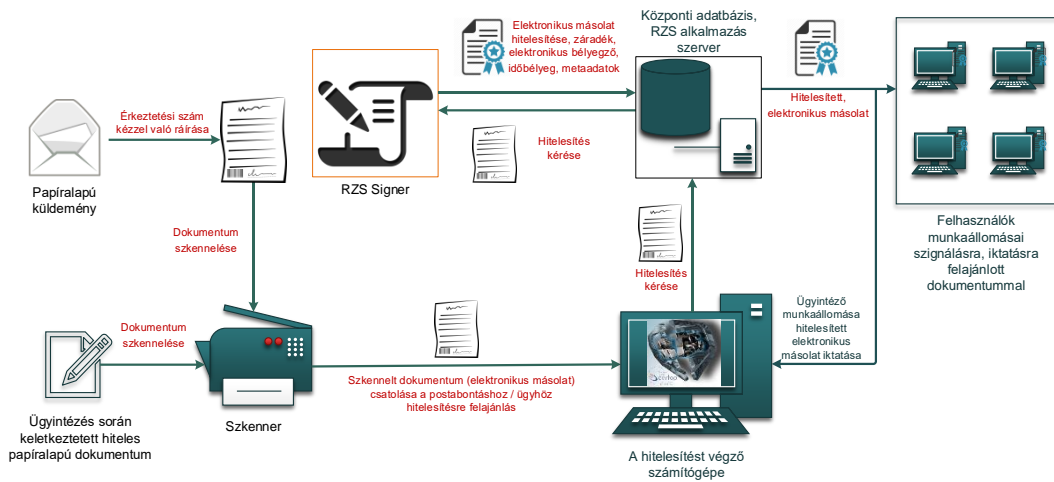 Elektronikus másolat
hitelesítése, záradék,
elektronikus bélyegző,
időbélyeg, metaadatok
Központi adatbázis,
RZS alkalmazás
szerver
Érkeztetési szám
kézzel való ráírása
Hitelesítés
kérése
Hitelesített,
elektronikus másolat
Papíralapú
küldemény
RZS Signer
Felhasználók
munkaállomásai
szignálásra, iktatásra
felajánlott
dokumentummal
Dokumentum
szkennelése
Hitelesítés
kérése
Ügyintéző
munkaállomása
hitelesített
elektronikus
másolat iktatása
Dokumentum
szkennelése
Szkennelt dokumentum (elektronikus másolat)
csatolása a postabontáshoz / ügyhöz
hitelesítésre felajánlás
Ügyintézés során
keletkeztetett hiteles
papíralapú dokumentum
Szkenner
A hitelesítést végző
számítógépe